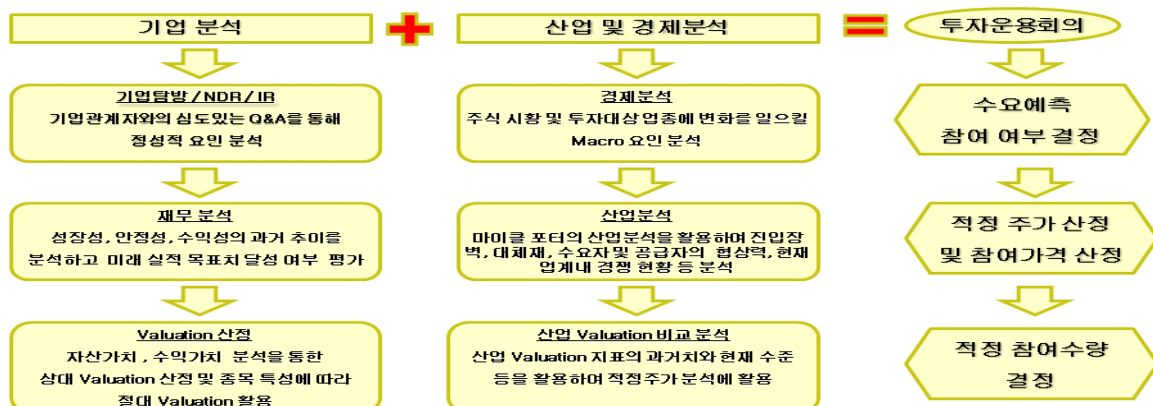 기업 분석
기업탐방 / NDR / IR
기업관계자와의 심도있는 Q&A를 통해
정성적 요인 분석
재무 분석
성장성, 안정성, 수익성의 과거 추이를
분석하고 미래 실적 목표치 달성 여부 평가
Valuation 산정
자산가치 , 수익가치 분석을 통한
상대 Valuation 산정 및 종목 특성에 따라
절대 Valuation 활용
+
산업 및 경제분석
경제분석
주식 시황 및 투자대상 업종에 변화를 일으킬
Macro 요인 분석
산업분석
마이클 포터의 산업분석을 활용하여 진입장
벽, 대체재, 수요자 및 공급자의 협상력, 현재
업계내 경쟁 현황 등 분석
산업 Valuation 비교 분석
산업 Valuation 지표의 과거치와 현재 수준
등을 활용하여 적정주가 분석에 활용
=
투자운용회의
수요예측
참여 여부 결정
적정 주가 산정
및 참여가격 산정
적정 참여수량
결정